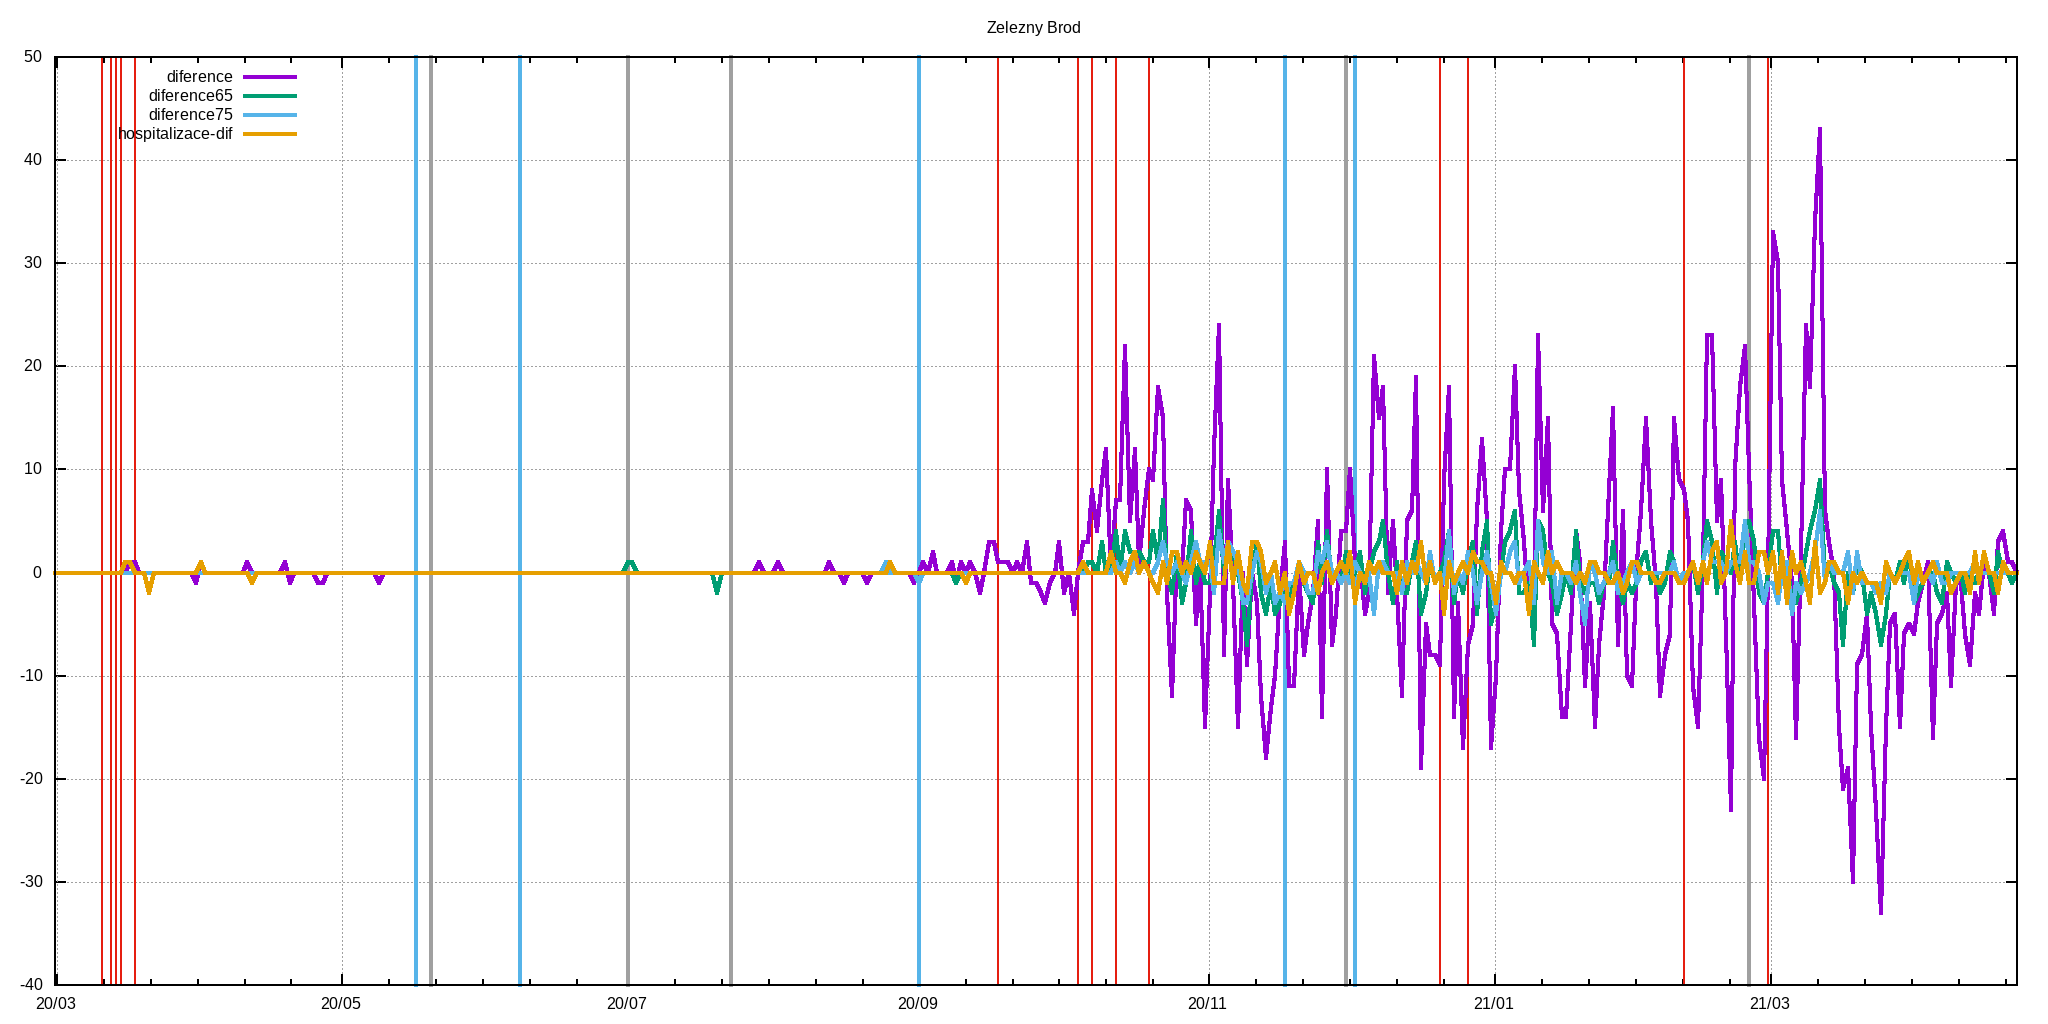 Zelezny Brod
50
40
30
20
10
0
-10
-20
-30
-40
diference
diference65
diference75
hospitalizace-dif
20/03 20/05 20/07 20/09 20/11 21/01 21/03